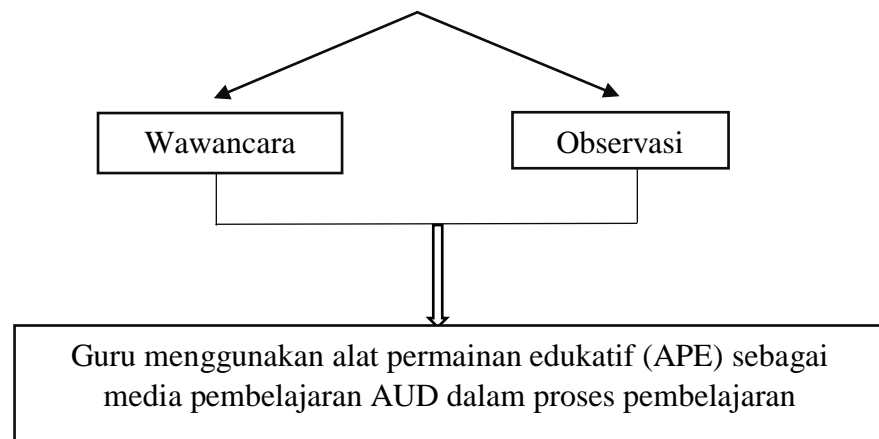 Wawancara
Observasi
Guru menggunakan alat permainan edukatif (APE) sebagai
media pembelajaran AUD dalam proses pembelajaran